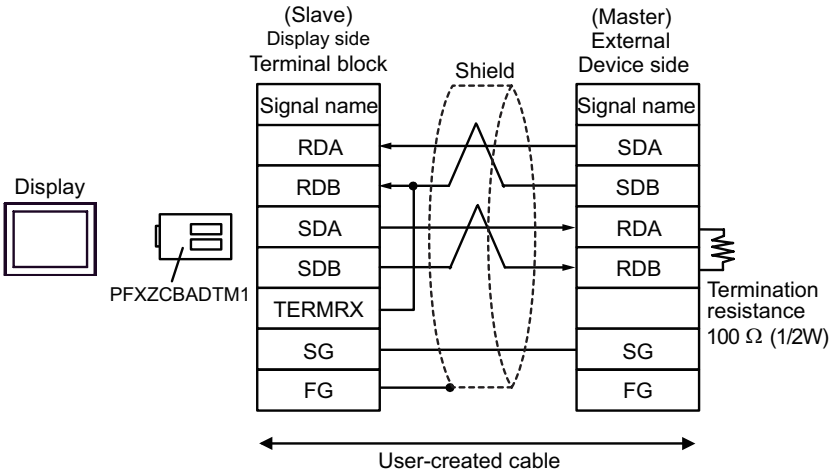 (Slave)
Display side
Terminal block
(Master)
External
Device side
Shield
Signal name
RDA
RDB
SDA
SDB
TERMRX
SG
FG
Signal name
SDA
SDB
RDA
RDB
SG
FG
Display
PFXZCBADTM1
Termination
resistance
100 Ω (1/2W)
User-created cable